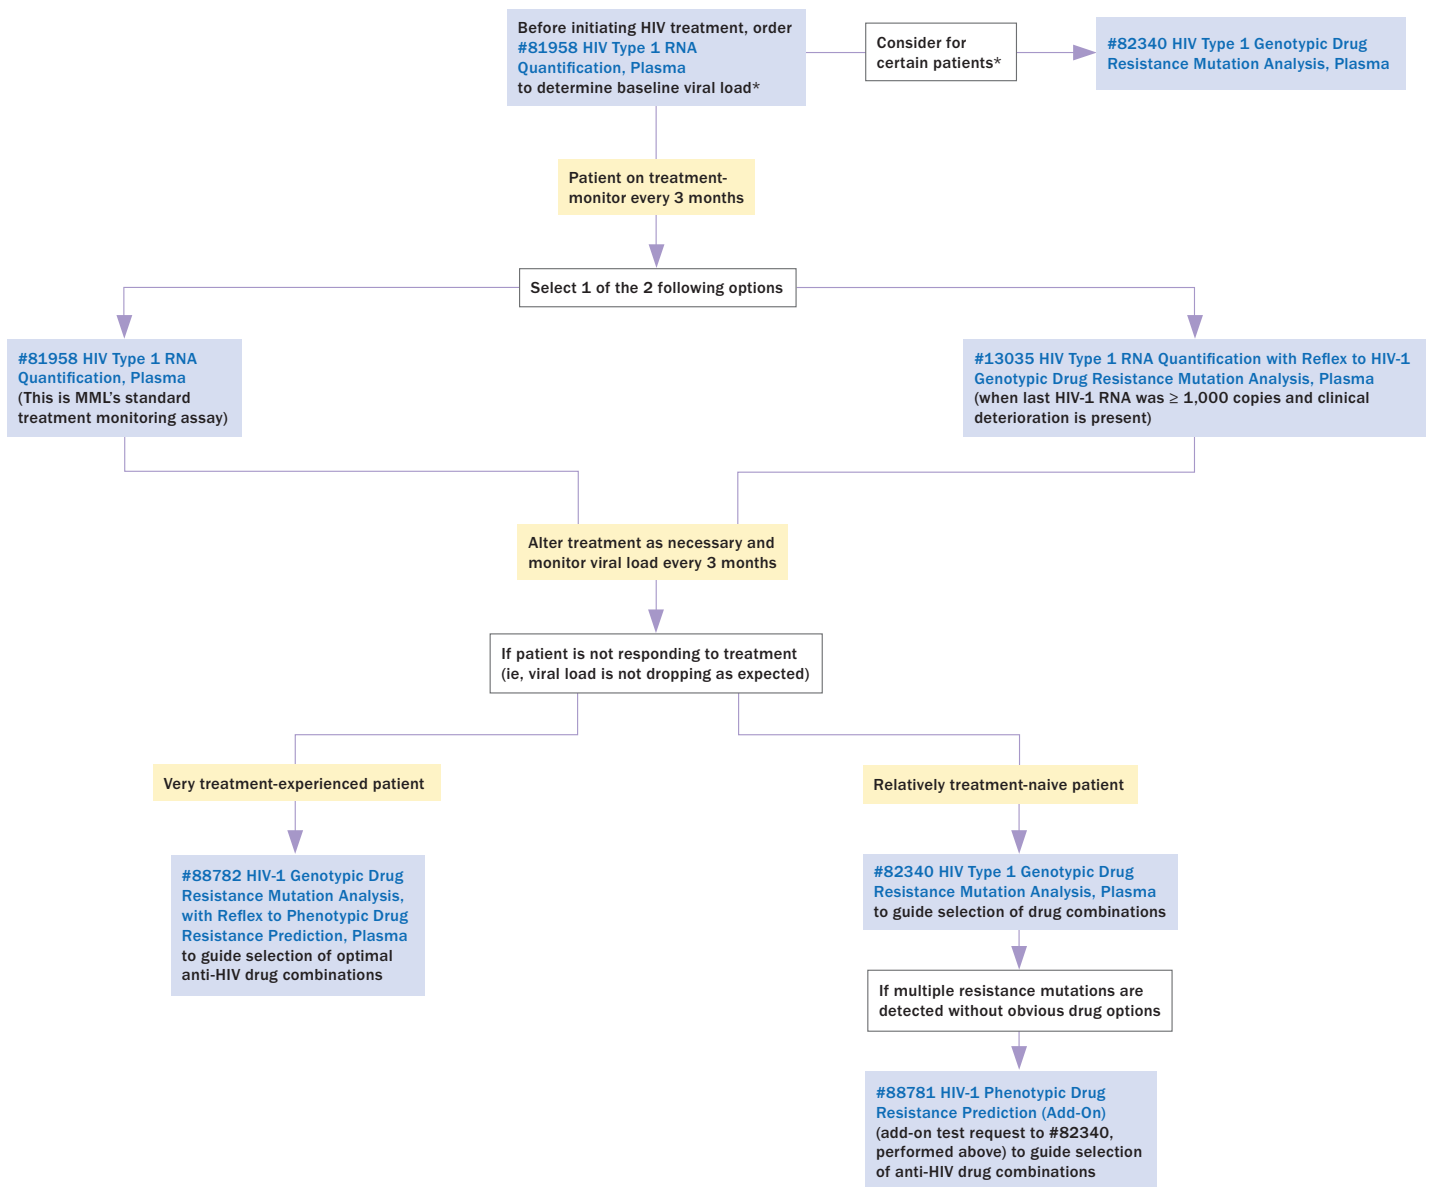 Before initiating HIV treatment, order
#81958 HIV Type 1 RNA
Quantification, Plasma
to determine baseline viral load*
Consider for
certain patients*
#82340 HIV Type 1 Genotypic Drug
Resistance Mutation Analysis, Plasma
Patient on treatment-
monitor every 3 months
Select 1 of the 2 following options
#81958 HIV Type 1 RNA
Quantification, Plasma
(This is MML’s standard
treatment monitoring assay)
#13035 HIV Type 1 RNA Quantification with Reflex to HIV-1
Genotypic Drug Resistance Mutation Analysis, Plasma
(when last HIV-1 RNA was ≥ 1,000 copies and clinical
deterioration is present)
Alter treatment as necessary and
monitor viral load every 3 months
If patient is not responding to treatment
(ie, viral load is not dropping as expected)
Very treatment-experienced patient
#88782 HIV-1 Genotypic Drug
Resistance Mutation Analysis,
with Reflex to Phenotypic Drug
Resistance Prediction, Plasma
to guide selection of optimal
anti-HIV drug combinations
Relatively treatment-naive patient
#82340 HIV Type 1 Genotypic Drug
Resistance Mutation Analysis, Plasma
to guide selection of drug combinations
If multiple resistance mutations are
detected without obvious drug options
#88781 HIV-1 Phenotypic Drug
Resistance Prediction (Add-On)
(add-on test request to #82340,
performed above) to guide selection
of anti-HIV drug combinations